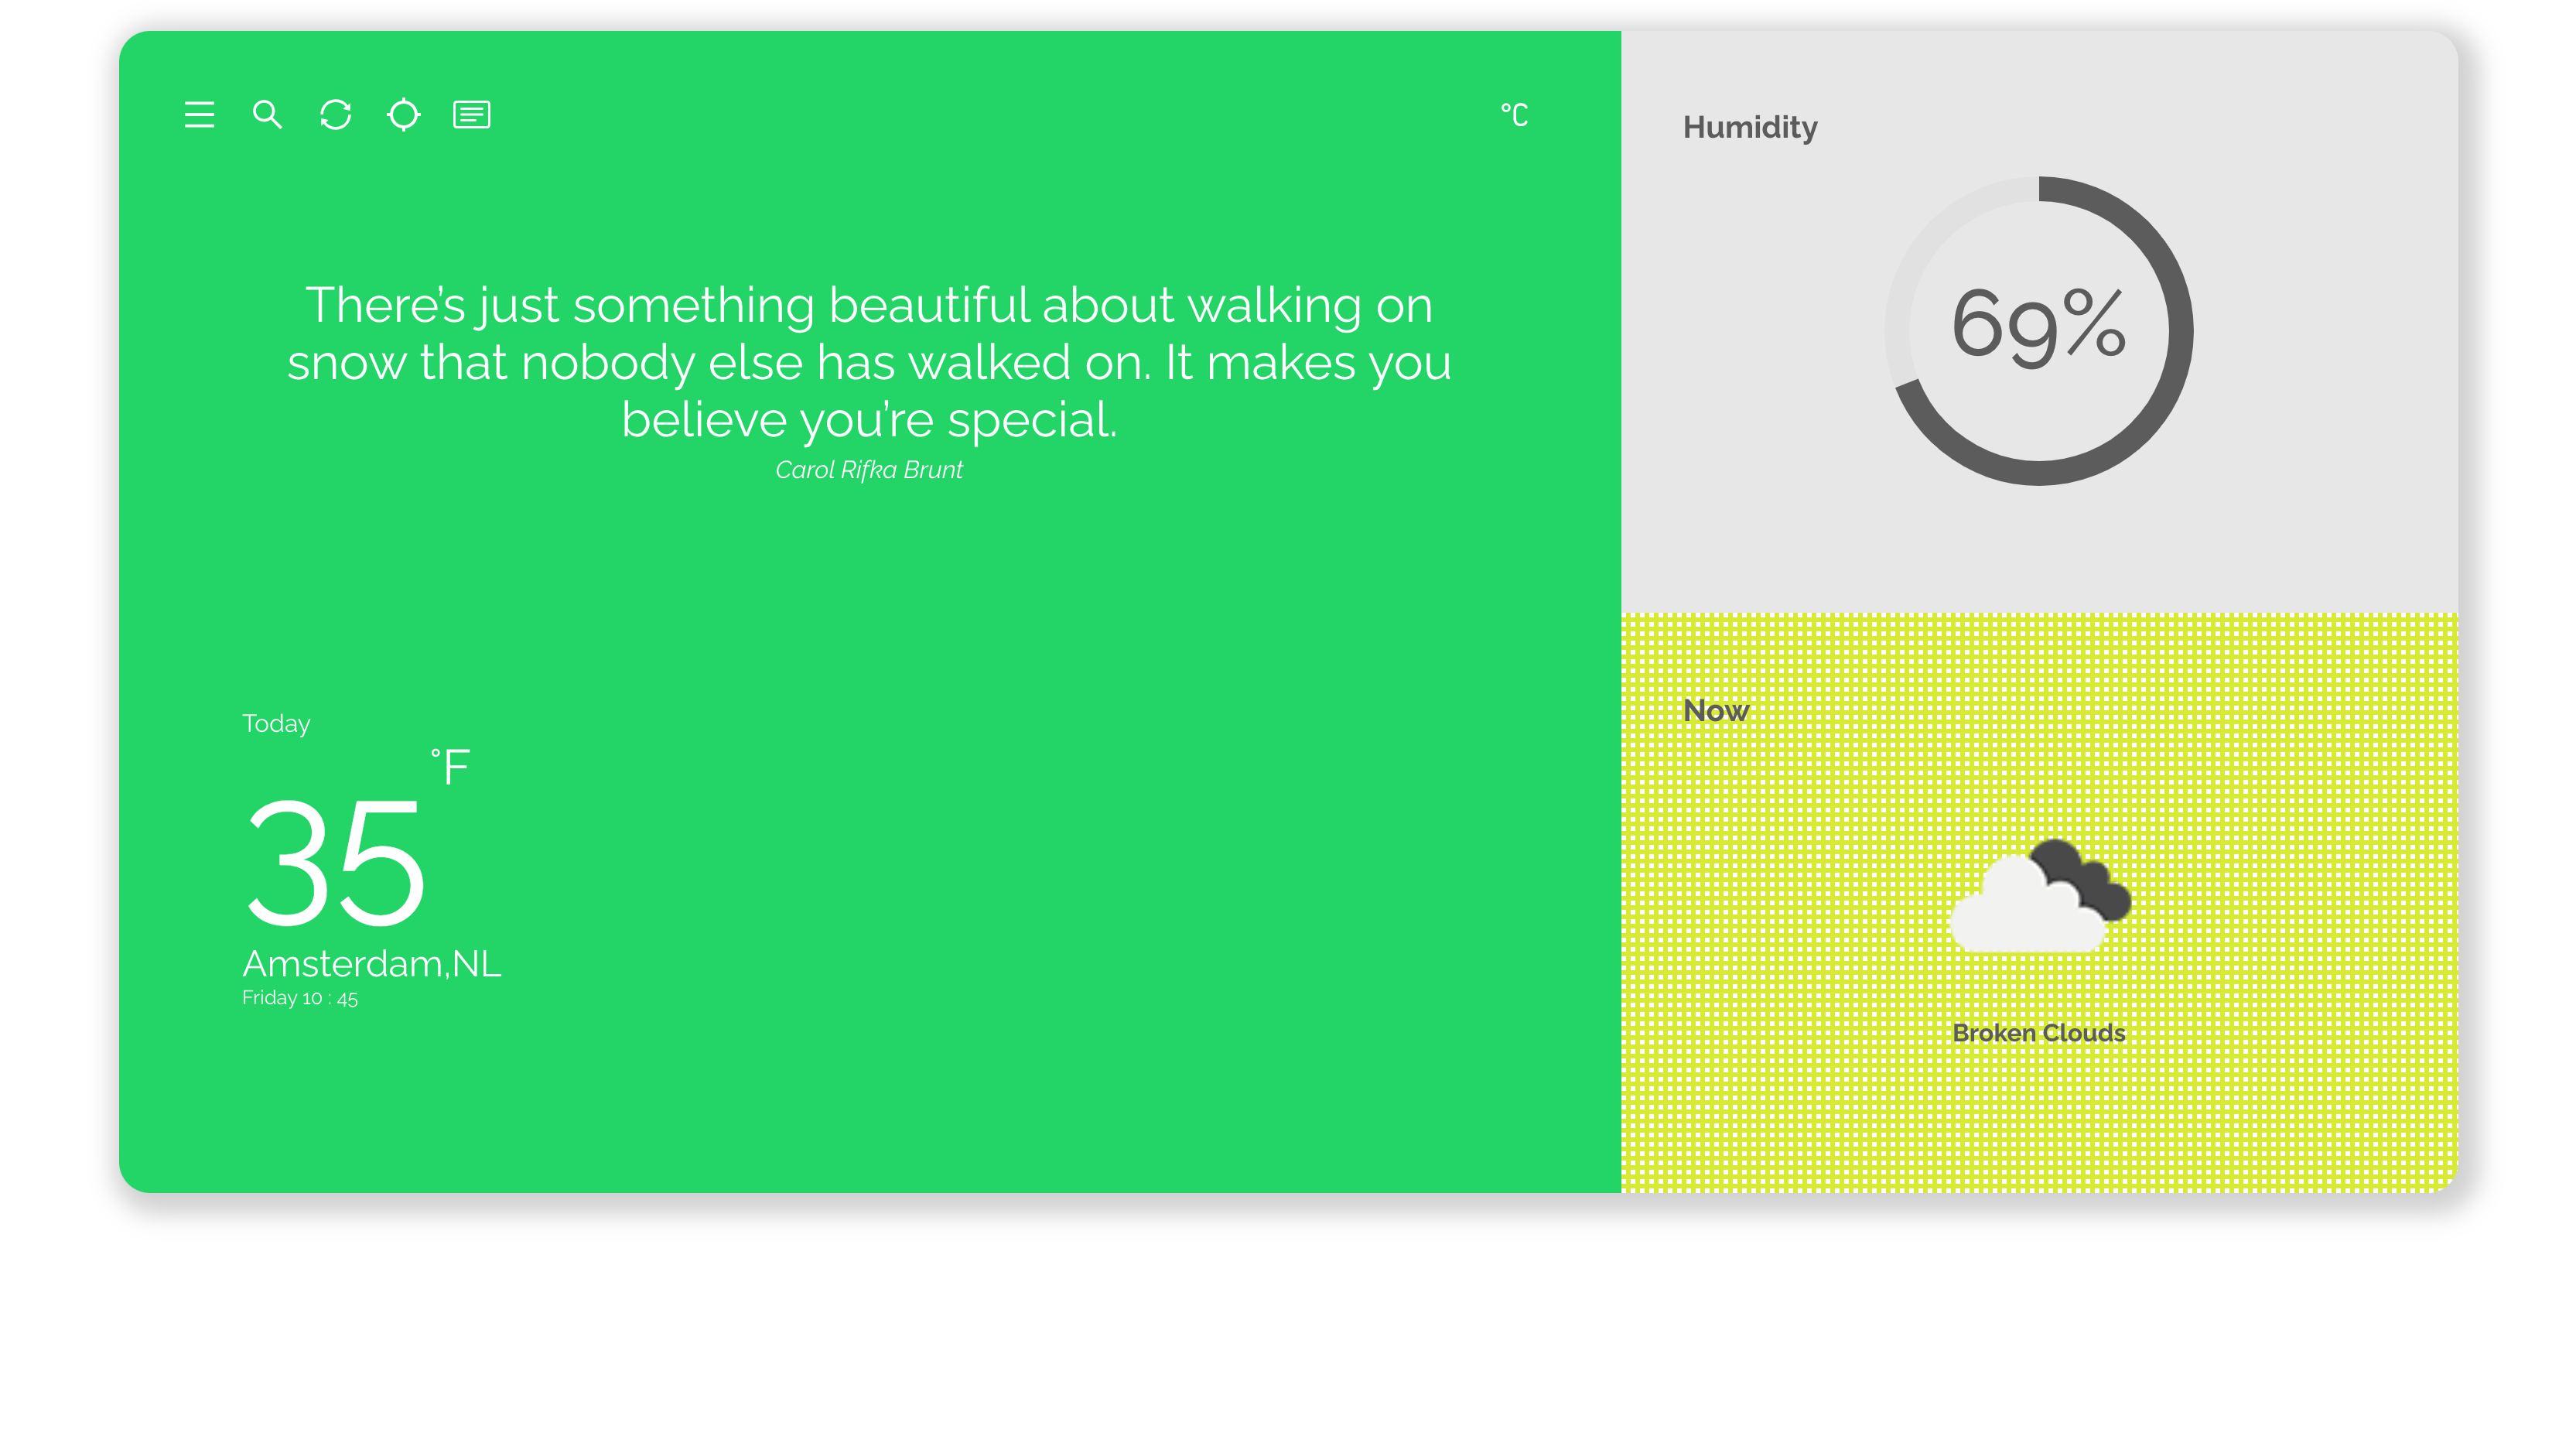 °C
There’s just something beautiful about walking on
snow that nobody else has walked on. It makes you
believe you’re special.
Carol Rifka Brunt
Today
35 °F
Amsterdam,NL
Friday 10 : 45
Humidity
69%
Now
Broken Clouds